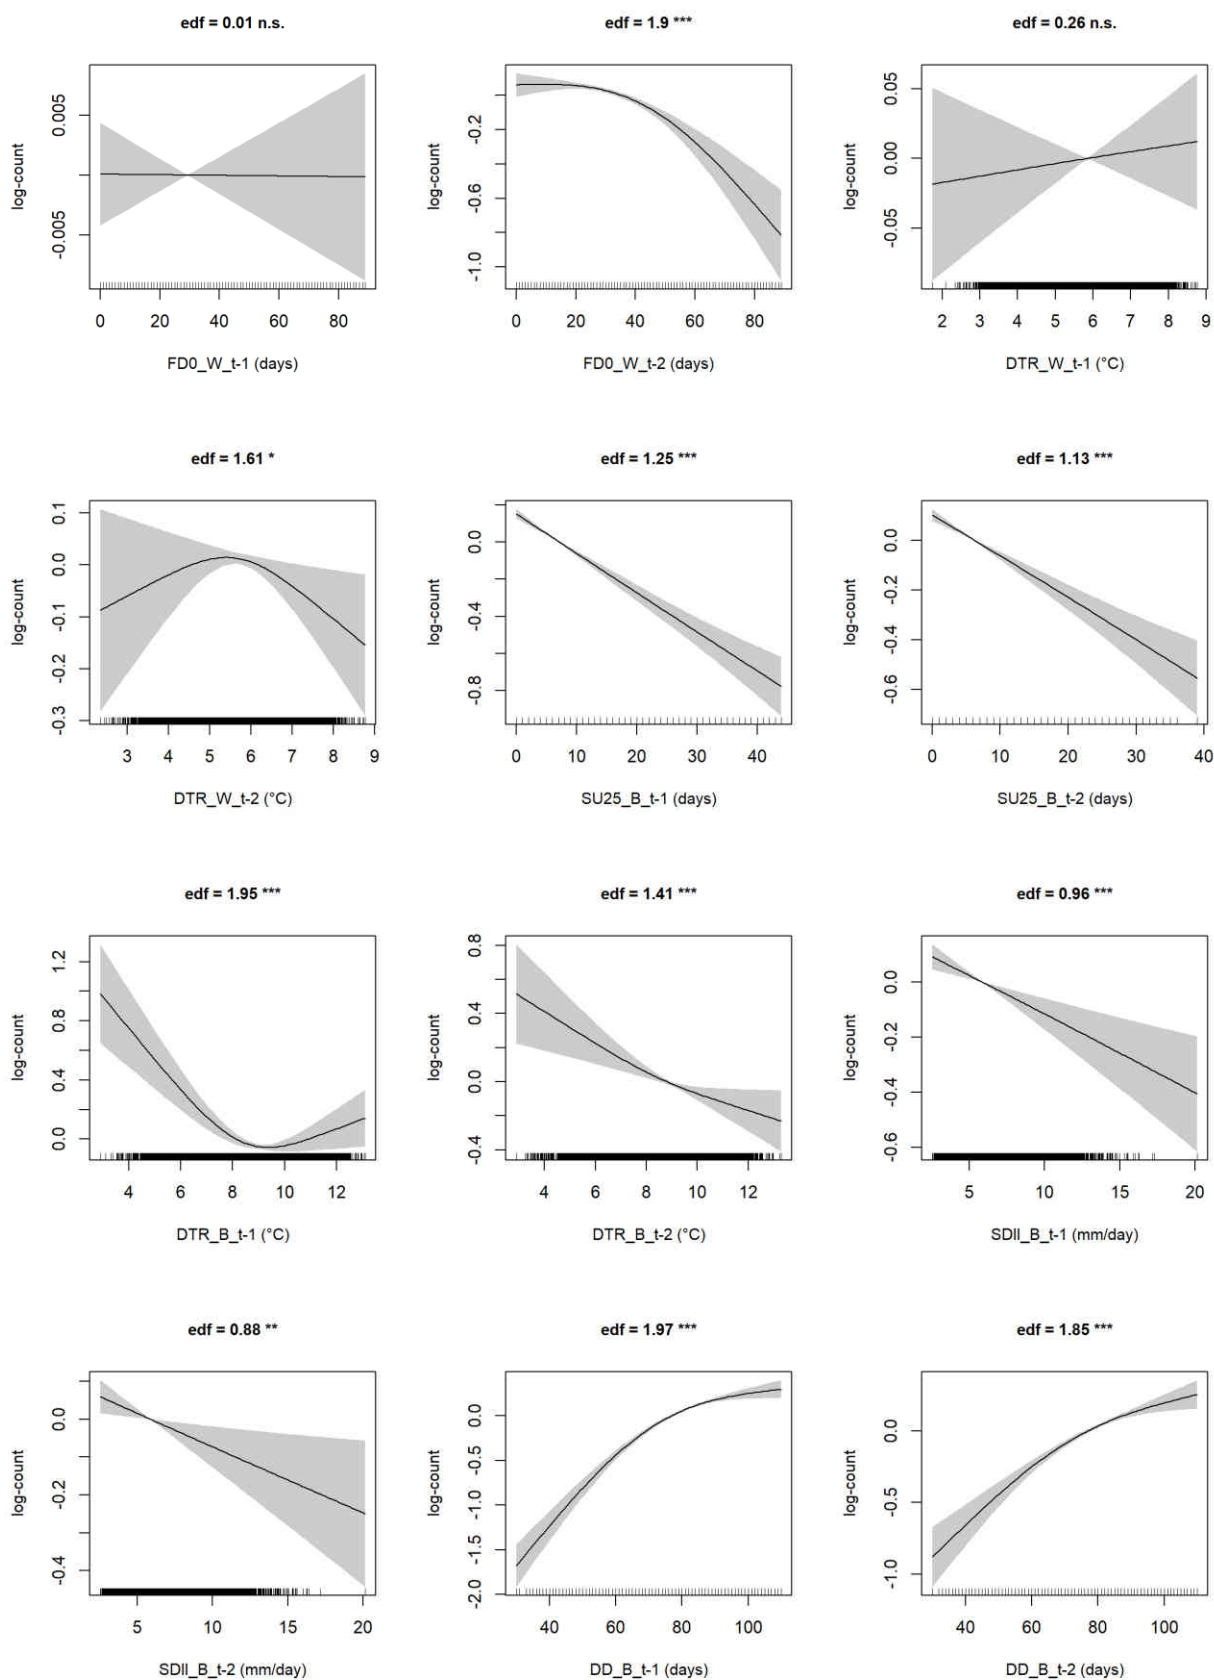 edf = 0.01 n.s.
log-count
-0.005 0.005
0 20 40 60 80
FD0_W_t-1 (days)
edf = 1.9 ***
log-count
-1.0 -0.6 -0.2
0 20 40 60 80
FD0_W_t-2 (days)
edf = 0.26 n.s.
log-count
-0.05 0.00 0.05
2 3 4 5 6 7 8 9
DTR_W_t-1 (°C)
edf = 1.61 *
log-count
-0.3 -0.2 -0.1 0.0 0.1
3 4 5 6 7 8 9
DTR_W_t-2 (°C)
edf = 1.25 ***
log-count
-0.8 -0.4 0.0
0 10 20 30 40
SU25_B_t-1 (days)
edf = 1.13 ***
log-count
-0.6 -0.4 -0.2 0.0
0 10 20 30 40
SU25_B_t-2 (days)
edf = 1.95 ***
log-count
0.0 0.4 0.8 1.2
4 6 8 10 12
DTR_B_t-1 (°C)
edf = 1.41 ***
log-count
-0.4 0.0 0.4 0.8
4 6 8 10 12
DTR_B_t-2 (°C)
edf = 0.96 ***
log-count
-0.6 -0.4 -0.2 0.0
5 10 15 20
SDII_B_t-1 (mm/day)
edf = 0.88 **
log-count
-0.4 -0.2 0.0
5 10 15 20
SDII_B_t-2 (mm/day)
edf = 1.97 ***
log-count
-2.0 -1.5 -1.0 -0.5 0.0
40 60 80 100
DD_B_t-1 (days)
edf = 1.85 ***
log-count
-1.0 -0.5 0.0
40 60 80 100
DD_B_t-2 (days)